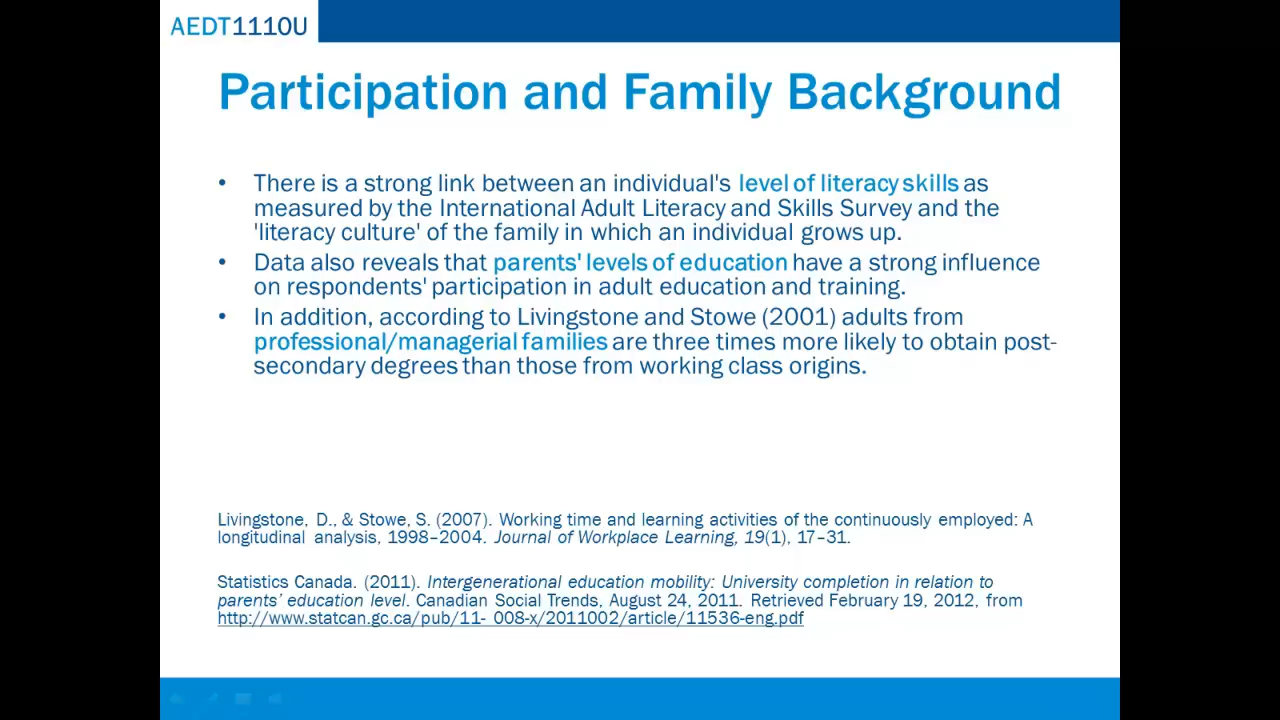 AEDT1110U
Participation and Family Background
• There is a strong link between an individual's level of literacy skills as
measured by the International Adult Literacy and Skills Survey and the
'literacy culture' of the family in which an individual grows up.
• Data also reveals that parents' levels of education have a strong influence
on respondents' participation in adult education and training.
• In addition, according to Livingstone and Stowe (2001) adults from
professional/managerial families are three times more likely to obtain post-
secondary degrees than those from working class origins.
Livingstone, D., & Stowe, S. (2007). Working time and learning activities of the continuously employed: A
longitudinal analysis, 1998–2004. Journal of Workplace Learning, 19(1), 17–31.
Statistics Canada. (2011). Intergenerational education mobility: University completion in relation to
parents’ education level. Canadian Social Trends, August 24, 2011. Retrieved February 19, 2012, from
http://www.statcan.gc.ca/pub/11- 008-x/2011002/article/11536-eng.pdf